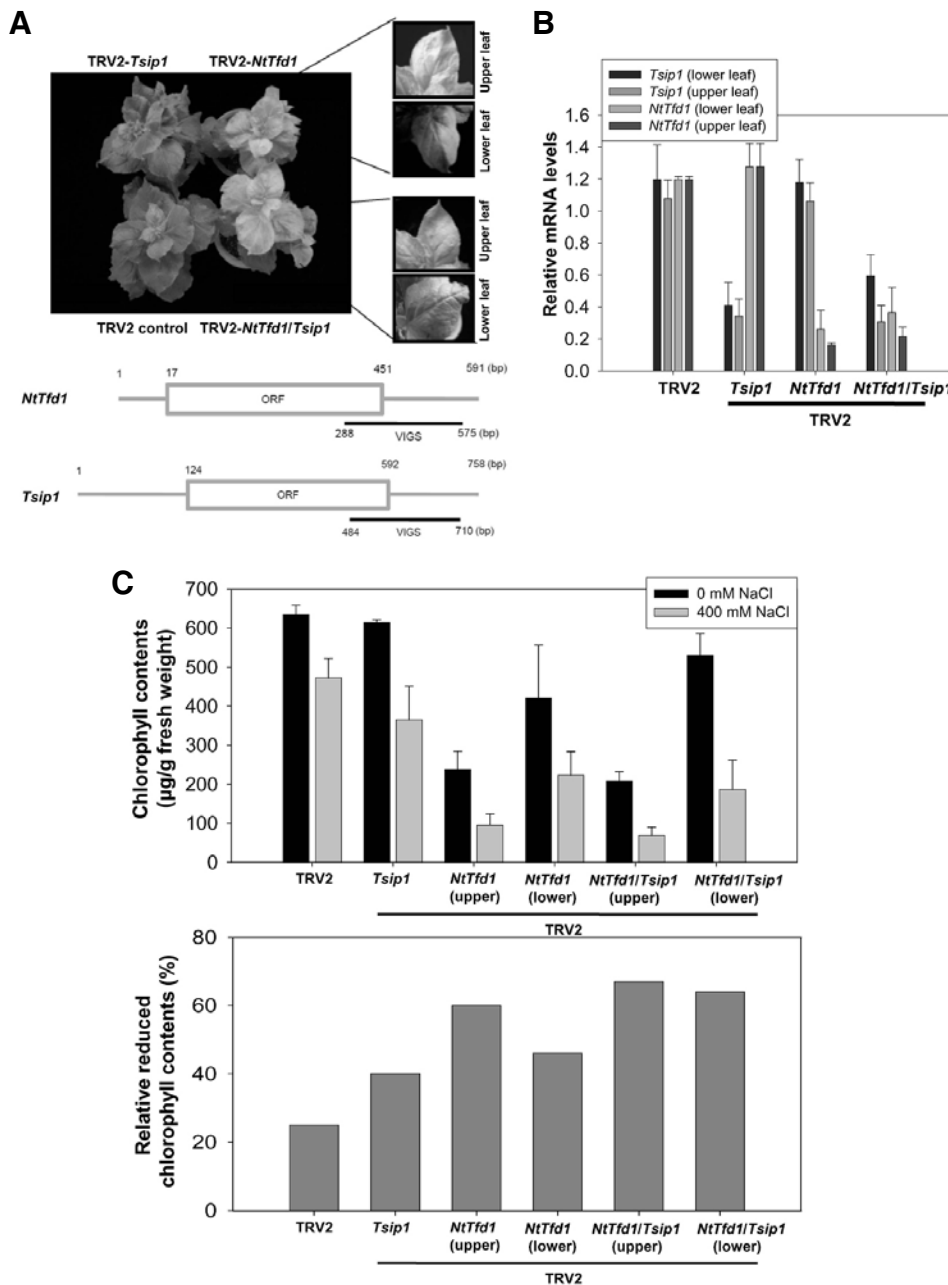 A
TRV2-Tsip1 TRV2-NtTfd1
Upper leaf
Lower leaf
Upper leaf
Lower leaf
TRV2 control TRV2-NtTfd1/Tsip1
1 17 451 591 (bp)
NtTfd1
ORF
288 VIGS 575 (bp)
1 124 592 758 (bp)
Tsip1
ORF
484 VIGS 710 (bp)
B
Tsip1 (lower leaf)
Tsip1 (upper leaf)
NtTfd1 (lower leaf)
NtTfd1 (upper leaf)
Relative mRNA levels
1.6
1.4
1.2
1.0
0.8
0.6
0.4
0.2
0.0
TRV2 Tsip1 NtTfd1 NtTfd1/Tsip1
TRV2
C
0 mM NaCl
400 mM NaCl
Chlorophyll contents
(µg/g fresh weight)
700
600
500
400
300
200
100
0
TRV2 Tsip1 NtTfd1 NtTfd1 NtTfd1/Tsip1 NtTfd1/Tsip1
(upper) (lower) (upper) (lower)
TRV2
Relative reduced
chlorophyll contents (%)
80
60
40
20
0
TRV2 Tsip1 NtTfd1 NtTfd1 NtTfd1/Tsip1 NtTfd1/Tsip1
(upper) (lower) (upper) (lower)
TRV2